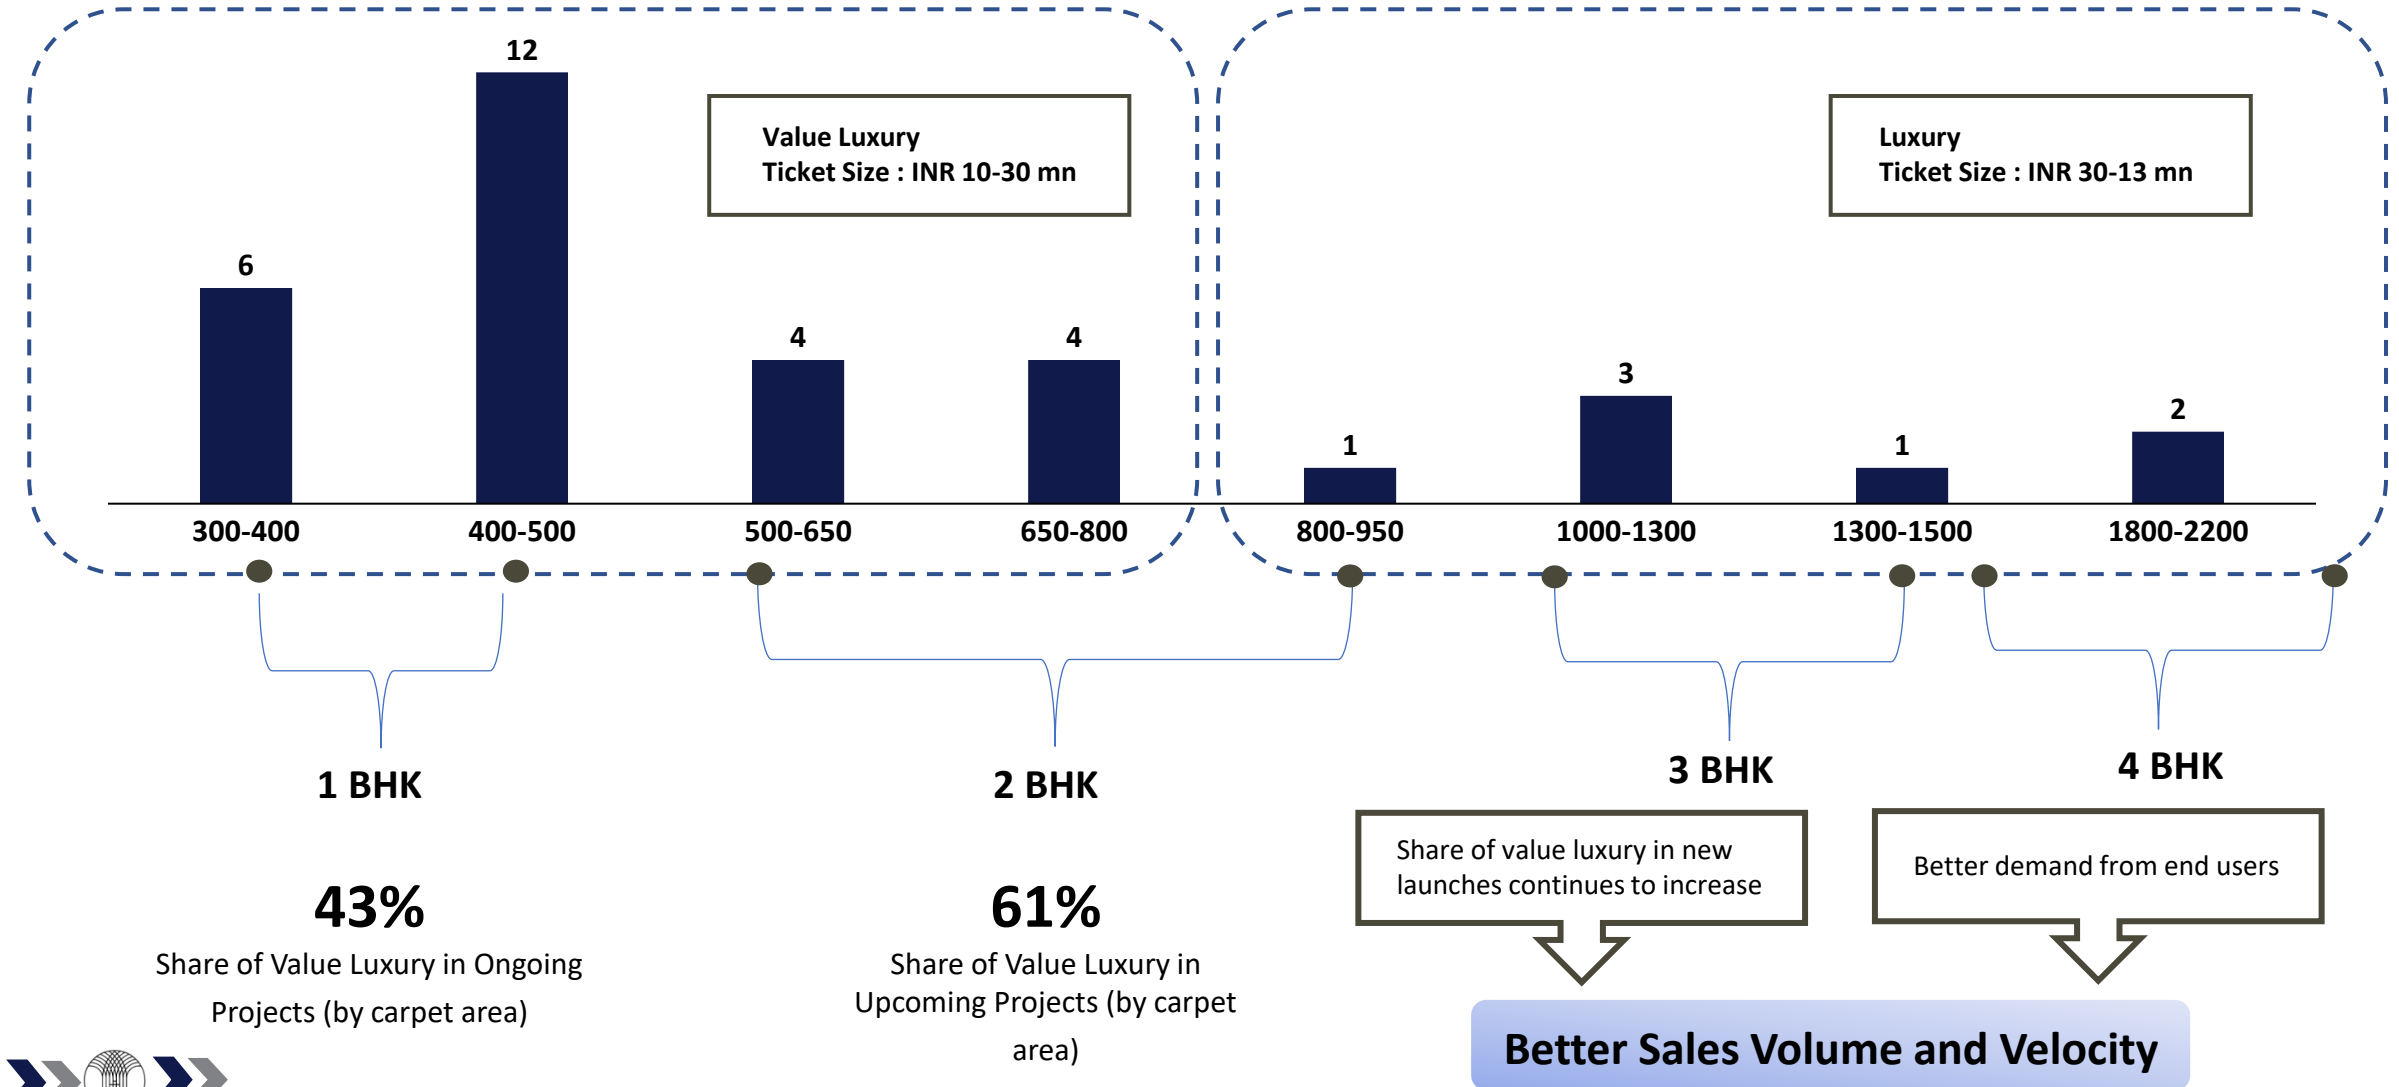 12
6
4
4
1
3
1
2
Value Luxury
Ticket Size : INR 10-30 mn
Luxury
Ticket Size : INR 30-13 mn
300-400
400-500
500-650
650-800
800-950
1000-1300
1300-1500
1800-2200
1 BHK
2 BHK
3 BHK
4 BHK
43%
Share of Value Luxury in Ongoing
Projects (by carpet area)
61%
Share of Value Luxury in
Upcoming Projects (by carpet
area)
Share of value luxury in new
launches continues to increase
Better demand from end users
Better Sales Volume and Velocity